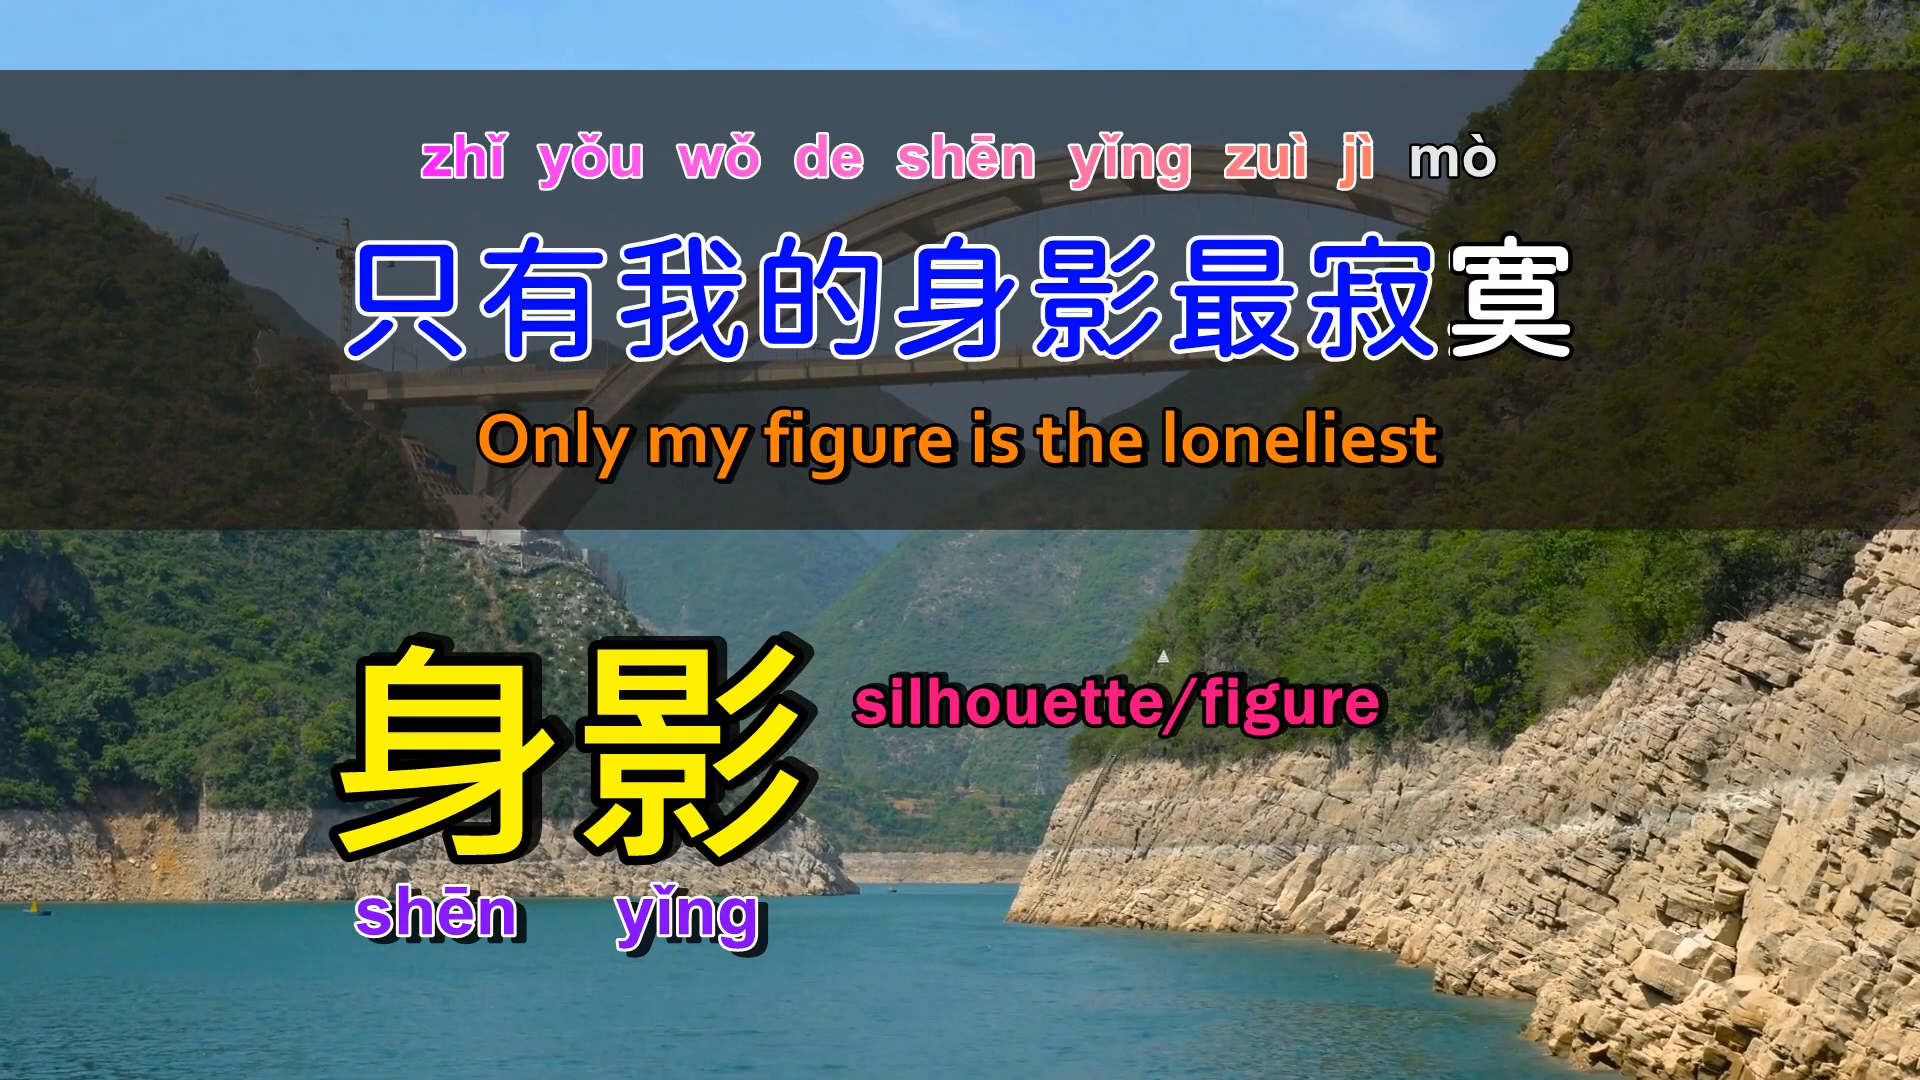 zhǐ yǒu wǒ de shēn yǐng zuì jì mò
只有我的身影最寂寞
Only my figure is the loneliest
身影
silhouette/figure
shēn yǐng